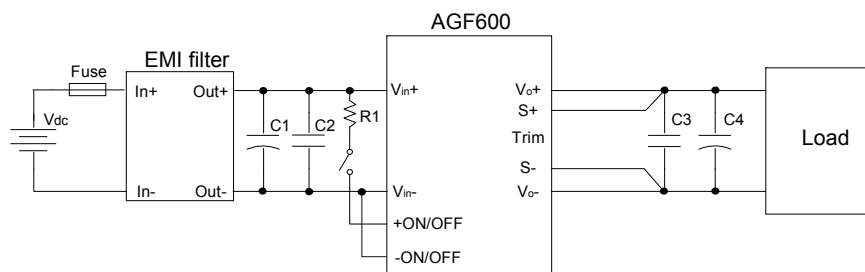 AGF600
EMI filter
Fuse
In+
Out+
Vin+
Vo+
S+
Vdc
C1
C2
R1
Trim
C3
C4
Load
S-
In-
Out-
Vin-
Vo-
+ON/OFF
-ON/OFF